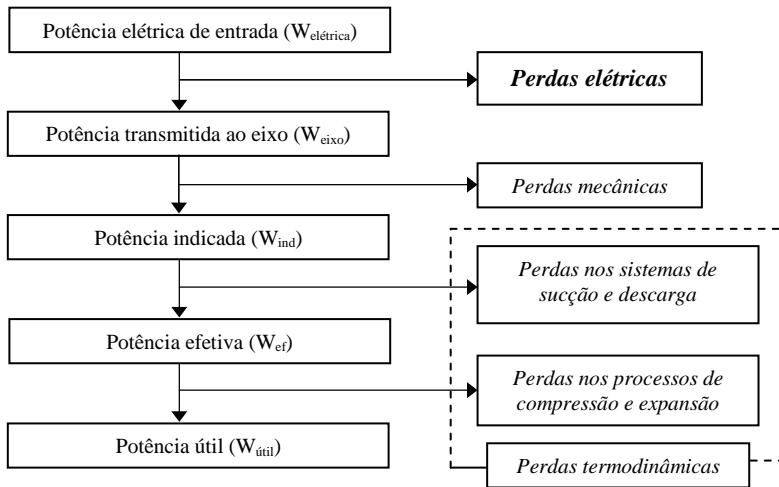 Potência elétrica de entrada (Welétrica)
Perdas elétricas
Potência transmitida ao eixo (Weixo)
Perdas mecânicas
Potência indicada (Wind)
Perdas nos sistemas de
sucção e descarga
Potência efetiva (Wef)
Perdas nos processos de
compressão e expansão
Potência útil (Wútil)
Perdas termodinâmicas